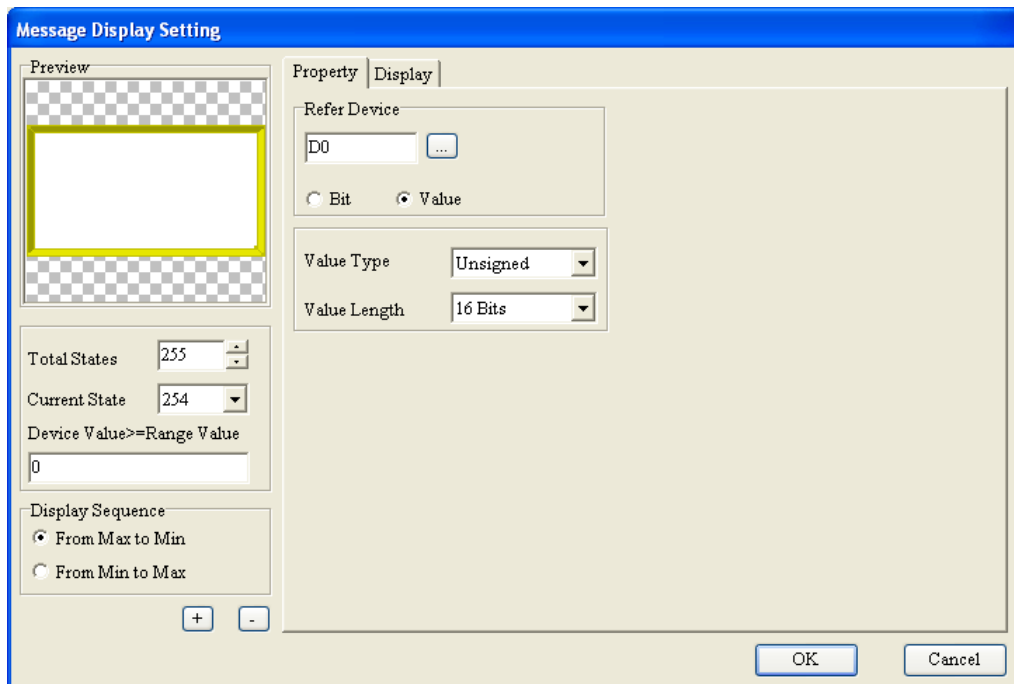 Message Display Setting
Preview
Property
Display
Refer Device
D0
...
Bit
Value
Value Type
Unsigned
Value Length
16 Bits
Total States
255
Current State
254
Device Value>=Range Value
0
Display Sequence
From Max to Min
From Min to Max
+
-
OK
Cancel